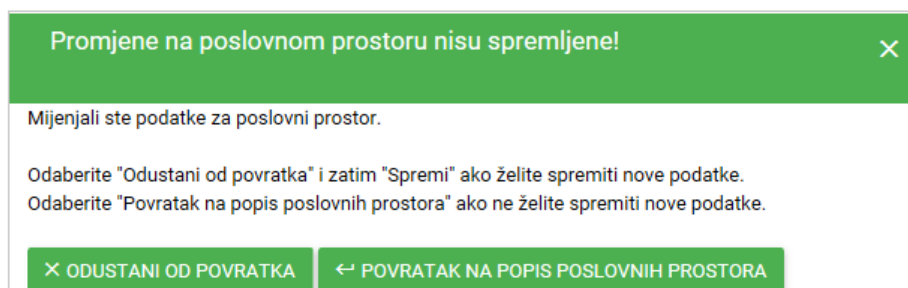 Promjene na poslovnom prostoru nisu spremljene!
Mijenjali ste podatke za poslovni prostor.
Odaberite "Odustani od povratka" i zatim "Spremi" ako želite spremiti nove podatke.
Odaberite "Povratak na popis poslovnih prostora" ako ne želite spremiti nove podatke.
ODUSTANI OD POVRATKA
POVRATAK NA POPIS POSLOVNIH PROSTORA